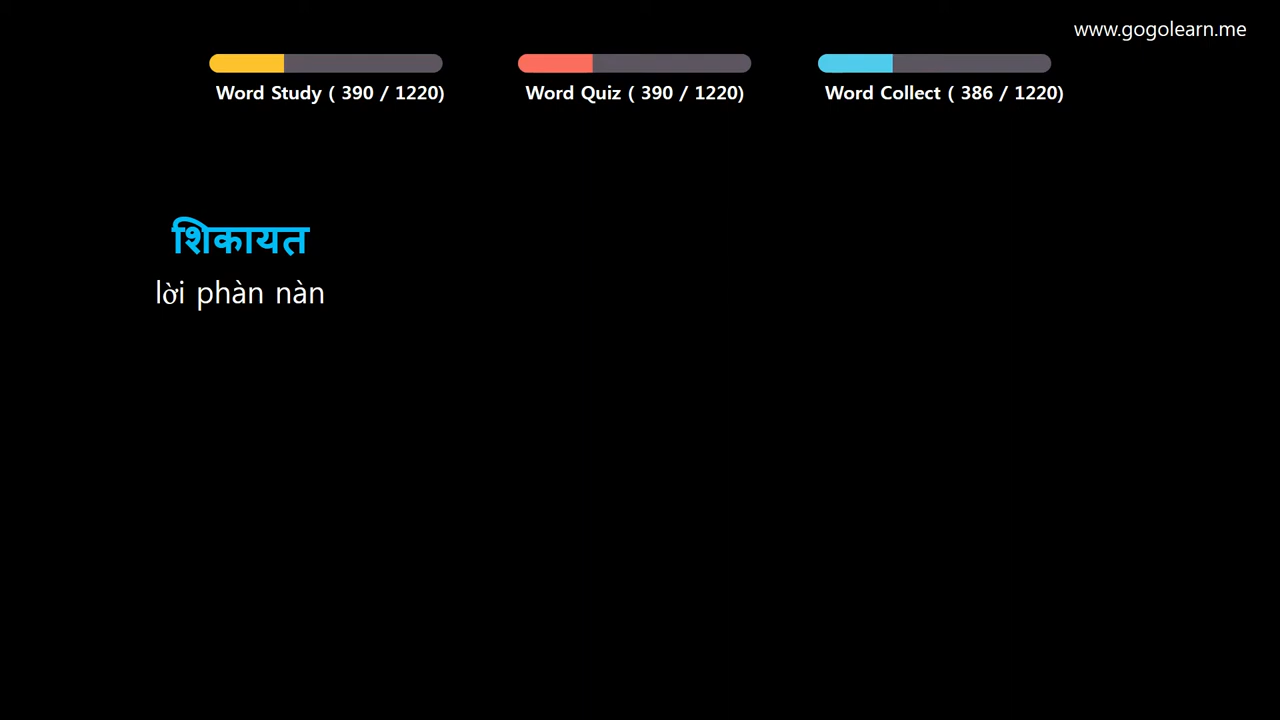 www.gogolearn.me
Word Study ( 390 / 1220)
Word Quiz ( 390 / 1220)
Word Collect ( 386 / 1220)
शिकायत
lời phàn nàn